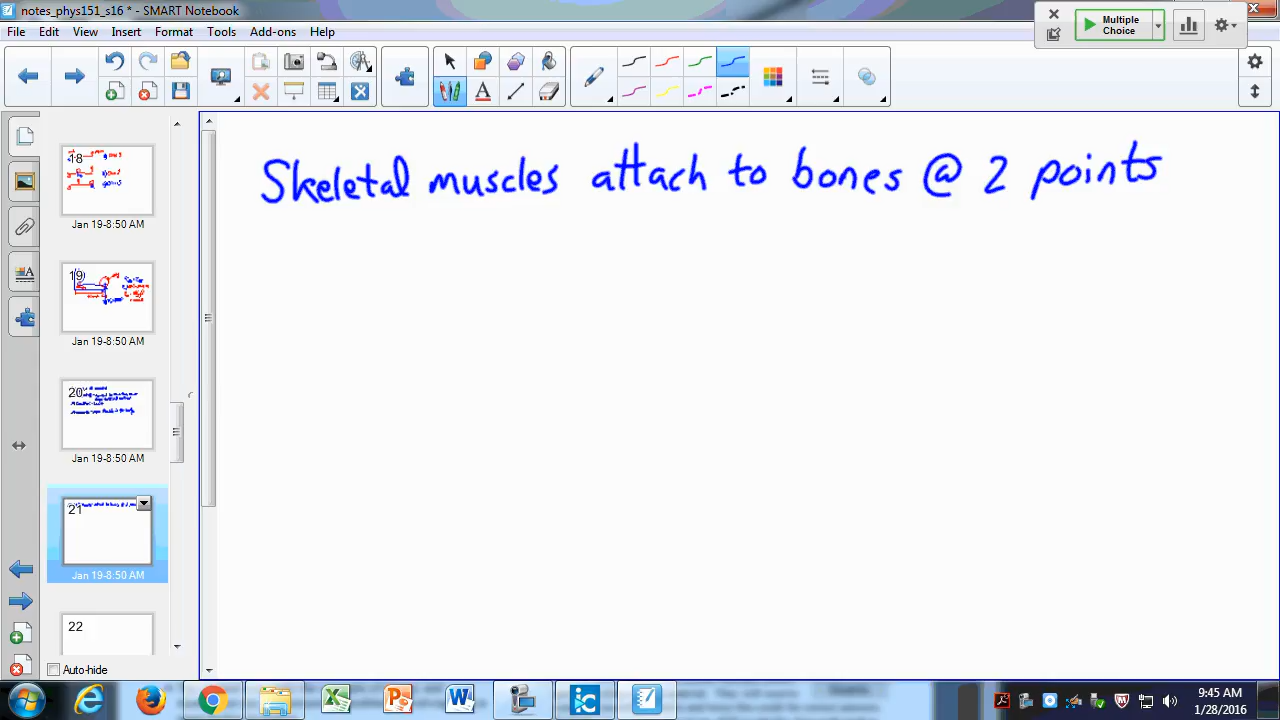 notes_phys151_s16 * - SMART Notebook
Multiple
Choice
File Edit View Insert Format Tools Add-ons Help
Skeletal muscles attach to bones @ 2 points
18
Jan 19-8:50 AM
19
Jan 19-8:50 AM
20
Jan 19-8:50 AM
21
Jan 19-8:50 AM
22
Auto-hide
9:45 AM
1/28/2016